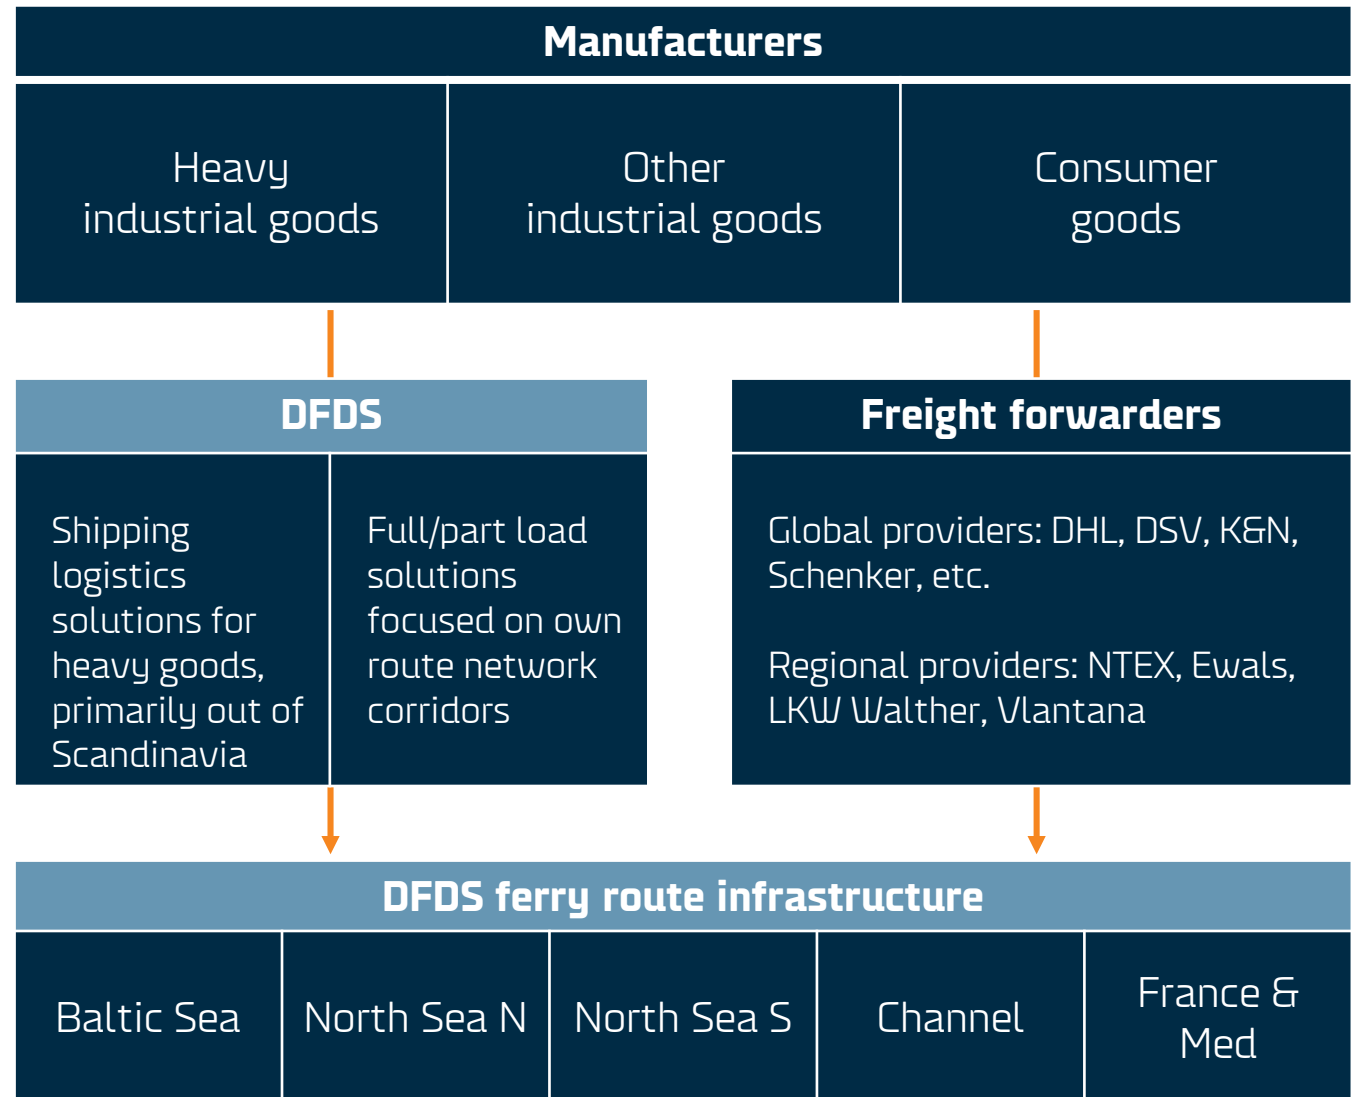 Manufacturers
Heavy
industrial goods
Other
industrial goods
Consumer
goods
DFDS
Shipping
logistics
solutions for
heavy goods,
primarily out of
Scandinavia
Full/part load
solutions
focused on own
route network
corridors
Freight forwarders
Global providers: DHL, DSV, K&N,
Schenker, etc.
Regional providers: NTEX, Ewals,
LKW Walther, Vlantana
DFDS ferry route infrastructure
Baltic Sea
North Sea N
North Sea S
Channel
France &
Med